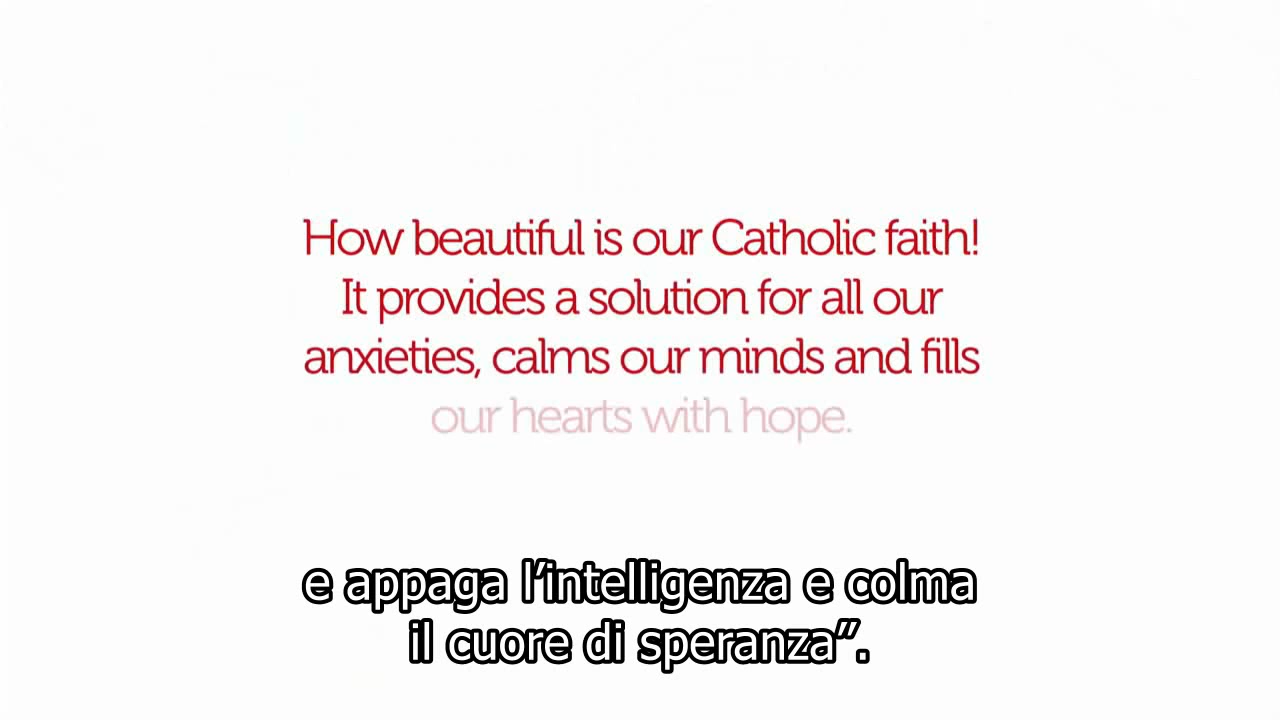 How beautiful is our Catholic faith!
It provides a solution for all our
anxieties, calms our minds and fills
our hearts with hope.
e appaga l’intelligenza e colma
il cuore di speranza”.